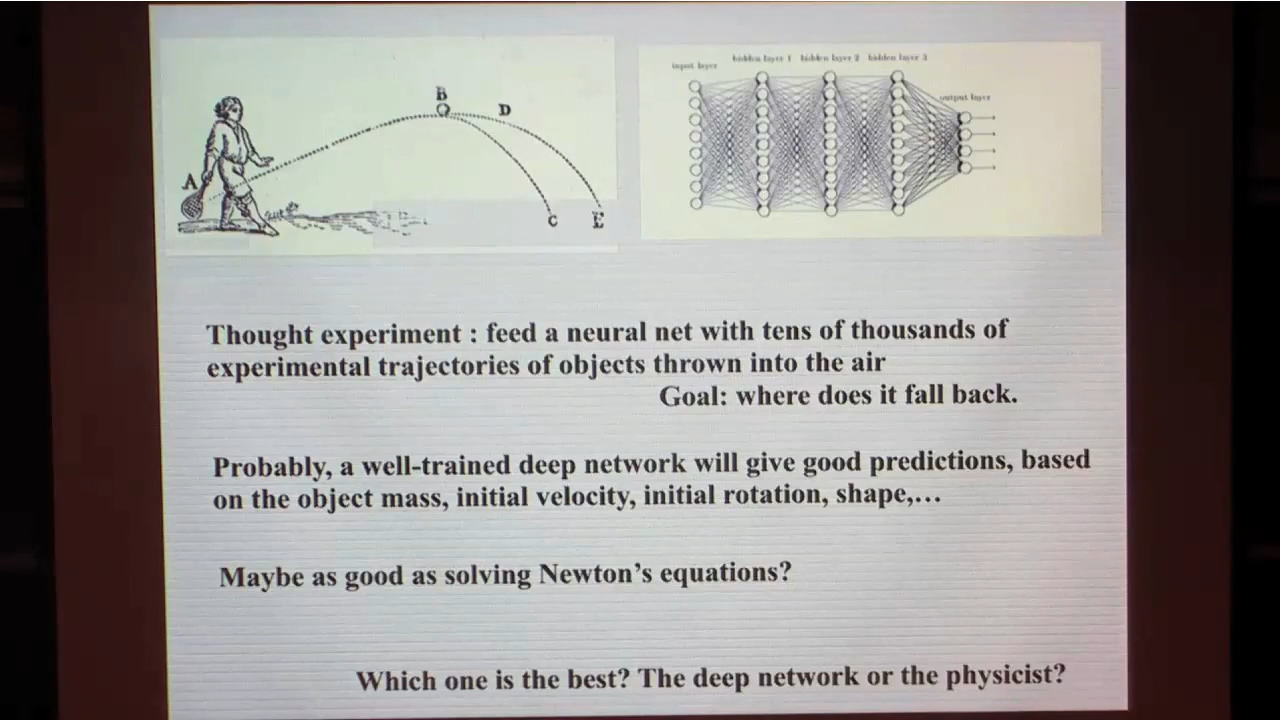 B
D
A
C
E
input layer
hidden layer 1 hidden layer 2 hidden layer 3
output layer
Thought experiment : feed a neural net with tens of thousands of
experimental trajectories of objects thrown into the air
Goal: where does it fall back.
Probably, a well-trained deep network will give good predictions, based
on the object mass, initial velocity, initial rotation, shape,…
Maybe as good as solving Newton’s equations?
Which one is the best? The deep network or the physicist?